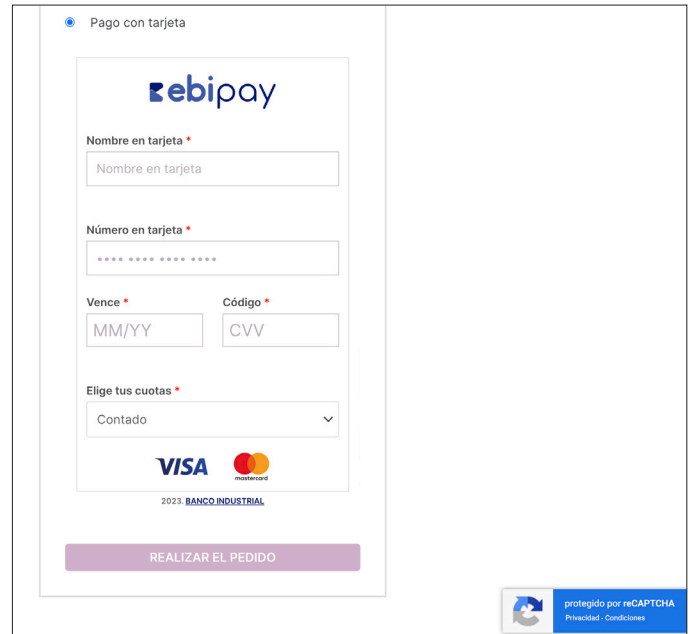 Pago con tarjeta
ebipay
Nombre en tarjeta *
Nombre en tarjeta
Número en tarjeta *
•••• •••• •••• ••••
Vence *
Código *
MM/YY
CVV
Elige tus cuotas *
Contado
VISA
mastercard
2023. BANCO INDUSTRIAL
REALIZAR EL PEDIDO
protegido por reCAPTCHA
Privacidad - Condiciones